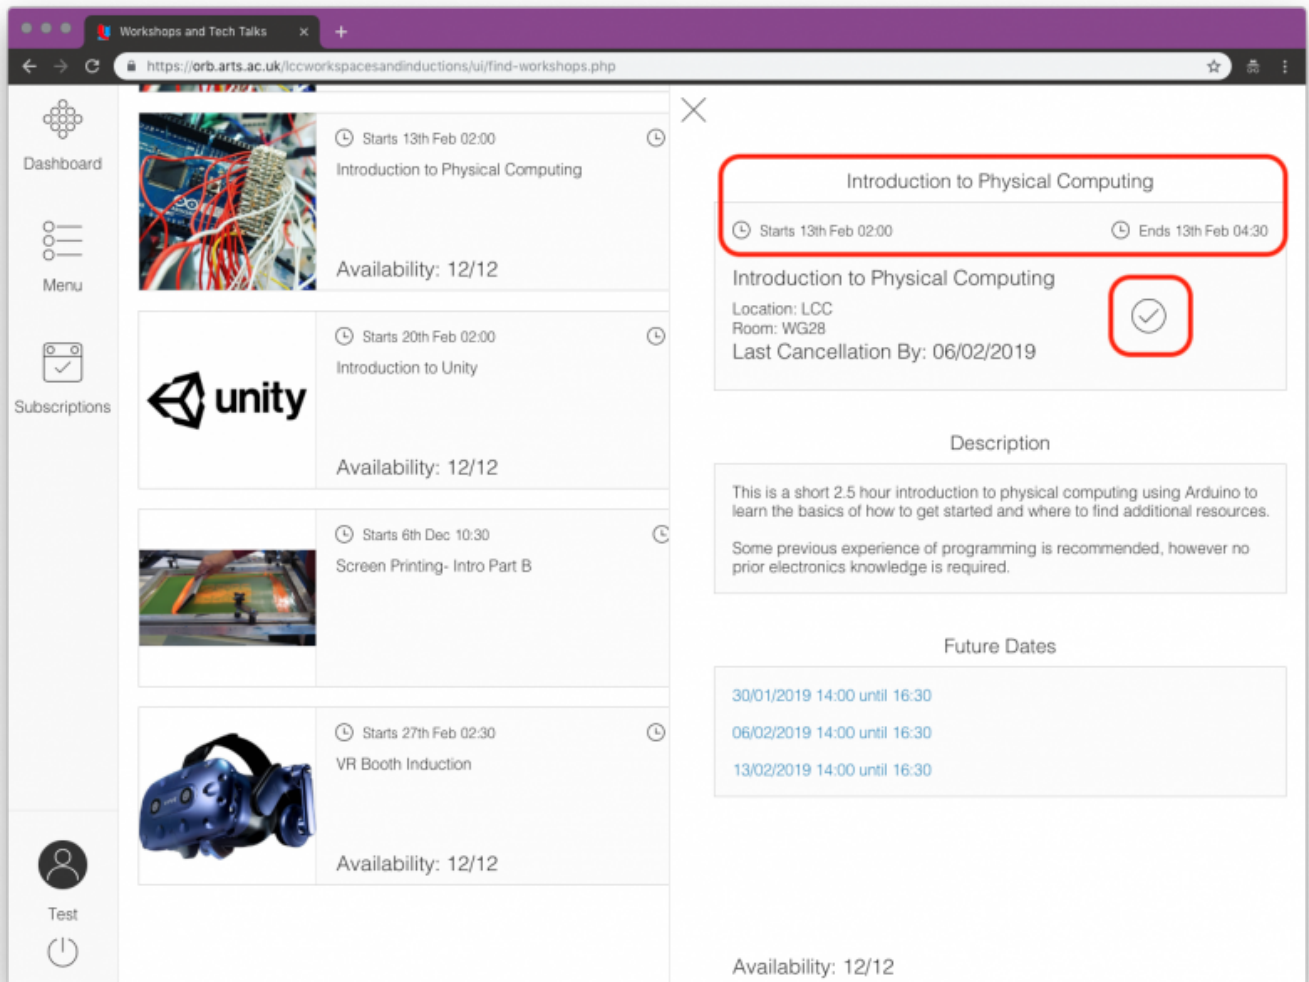 Workshops and Tech Talks
https://orb.arts.ac.uk/lccworkspacesandinductions/ui/find-workshops.php
Dashboard
Menu
Subscriptions
Test
Starts 13th Feb 02:00
Introduction to Physical Computing
Availability: 12/12
Starts 20th Feb 02:00
Introduction to Unity
unity
Availability: 12/12
Starts 6th Dec 10:30
Screen Printing- Intro Part B
Starts 27th Feb 02:30
VR Booth Induction
Availability: 12/12
Introduction to Physical Computing
Starts 13th Feb 02:00
Ends 13th Feb 04:30
Introduction to Physical Computing
Location: LCC
Room: WG28
Last Cancellation By: 06/02/2019
Description
This is a short 2.5 hour introduction to physical computing using Arduino to
learn the basics of how to get started and where to find additional resources.
Some previous experience of programming is recommended, however no
prior electronics knowledge is required.
Future Dates
30/01/2019 14:00 until 16:30
06/02/2019 14:00 until 16:30
13/02/2019 14:00 until 16:30
Availability: 12/12